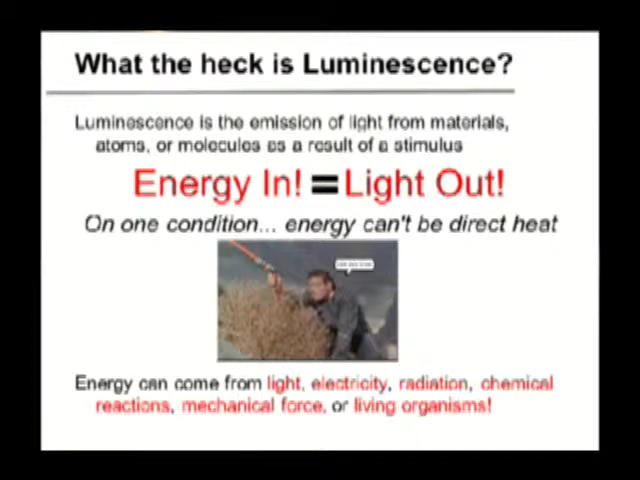 What the heck is Luminescence?
Luminescence is the emission of light from materials,
atoms, or molecules as a result of a stimulus
Energy In! = Light Out!
On one condition... energy can't be direct heat
Energy can come from light, electricity, radiation, chemical
reactions, mechanical force, or living organisms!